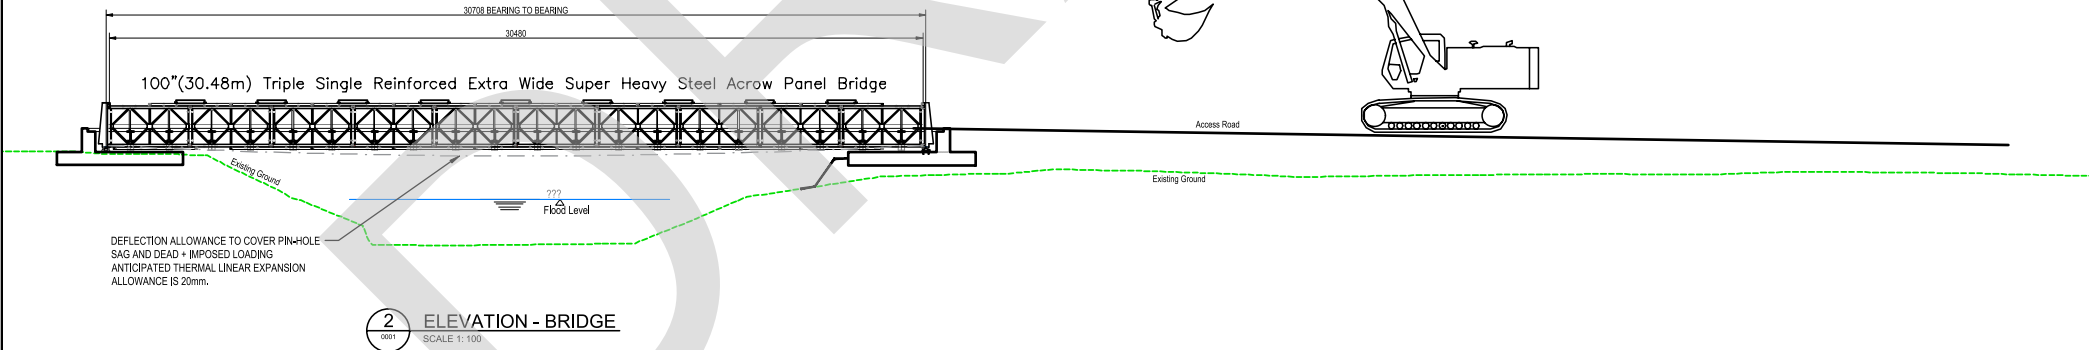 30708 BEARING TO BEARING
30480
100"(30.48m) Triple Single Reinforced Extra Wide Super Heavy Steel Acrow Panel Bridge
Access Road
Existing Ground
Existing Ground
???
Flood Level
DEFLECTION ALLOWANCE TO COVER PIN-HOLE
SAG AND DEAD + IMPOSED LOADING
ANTICIPATED THERMAL LINEAR EXPANSION
ALLOWANCE IS 20mm.
2
0001
ELEVATION - BRIDGE
SCALE 1: 100